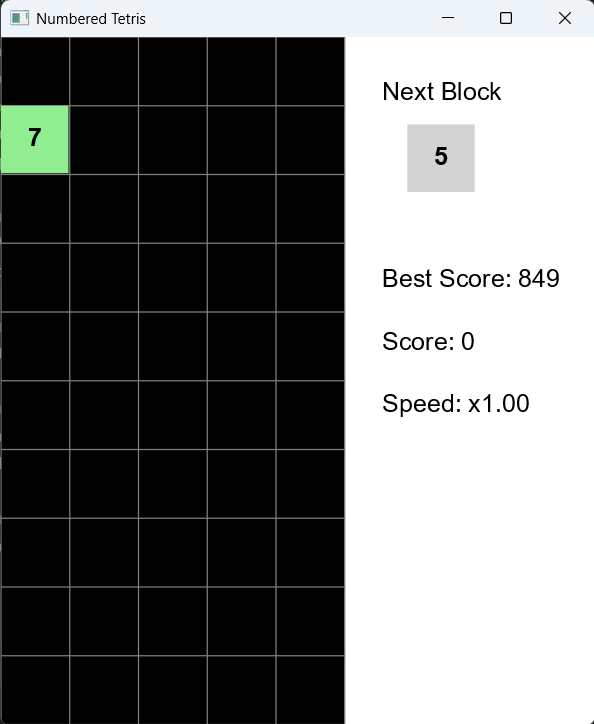 Numbered Tetris
7
Next Block
5
Best Score: 849
Score: 0
Speed: x1.00